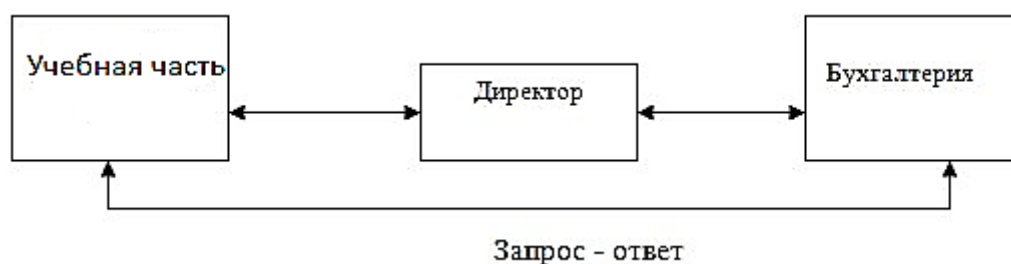 Учебная часть
Директор
Бухгалтерия
Запрос - ответ